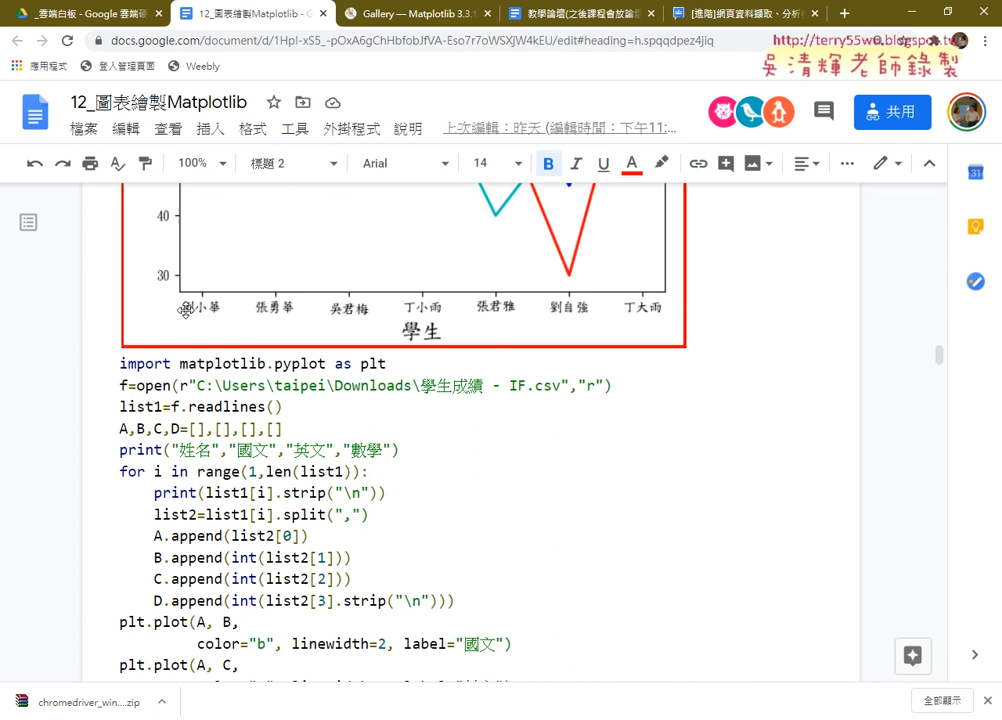 _雲端白板 - Google 雲端硬
12_圖表繪製Matplotlib - G
Gallery — Matplotlib 3.3.
教學論壇(之後課程會放論壇
[進階]網頁資料擷取、分析
docs.google.com/document/d/1HpI-xS5_-pOxA6gChHbfobJfVA-Eso7r7oWSXjW4kEU/edit#heading=h.spqqdpez4jiq
http://terry55wu.blogspot.tw
應用程式
登入管理頁面
Weebly
吳清輝老師錄製
12_圖表繪製Matplotlib
檔案 編輯 查看 插入 格式 工具 外掛程式 說明
上次編輯：昨天 (編輯時間：下午11:...
共用
100%
標題 2
Arial
14
B I U A
31
40
30
劉小華 張勇華 吳君梅 丁小雨 張君雅 劉自強 丁大雨
學生
import matplotlib.pyplot as plt
f=open(r"C:\Users\taipei\Downloads\學生成績 - IF.csv","r")
list1=f.readlines()
A,B,C,D=[],[],[],[]
print("姓名","國文","英文","數學")
for i in range(1,len(list1)):
    print(list1[i].strip("\n"))
    list2=list1[i].split(",")
    A.append(list2[0])
    B.append(int(list2[1]))
    C.append(int(list2[2]))
    D.append(int(list2[3].strip("\n")))
plt.plot(A, B,
         color="b", linewidth=2, label="國文")
plt.plot(A, C,
chromedriver_win....zip
全部顯示